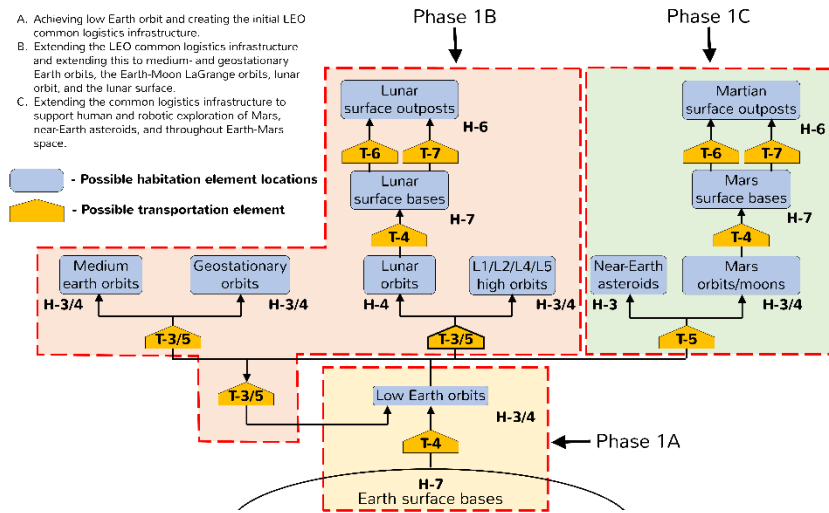 A. Achieving low Earth orbit and creating the initial LEO
common logistics infrastructure.
B. Extending the LEO common logistics infrastructure
and extending this to medium- and geostationary
Earth orbits, the Earth-Moon LaGrange orbits, lunar
orbit, and the lunar surface.
C. Extending the common logistics infrastructure to
support human and robotic exploration of Mars,
near-Earth asteroids, and throughout Earth-Mars
space.
- Possible habitation element locations
- Possible transportation element
Phase 1B
Phase 1C
Lunar
surface outposts
H-6
T-6
T-7
Lunar
surface bases
H-7
T-4
Martian
surface outposts
H-6
T-6
T-7
Mars
surface bases
H-7
T-4
Medium
earth orbits
H-3/4
Geostationary
orbits
H-3/4
Lunar
orbits
H-4
L1/L2/L4/L5
high orbits
H-3/4
Near-Earth
asteroids
H-3
Mars
orbits/moons
H-3/4
T-3/5
T-3/5
T-5
T-3/5
Low Earth orbits
H-3/4
T-4
Phase 1A
H-7
Earth surface bases